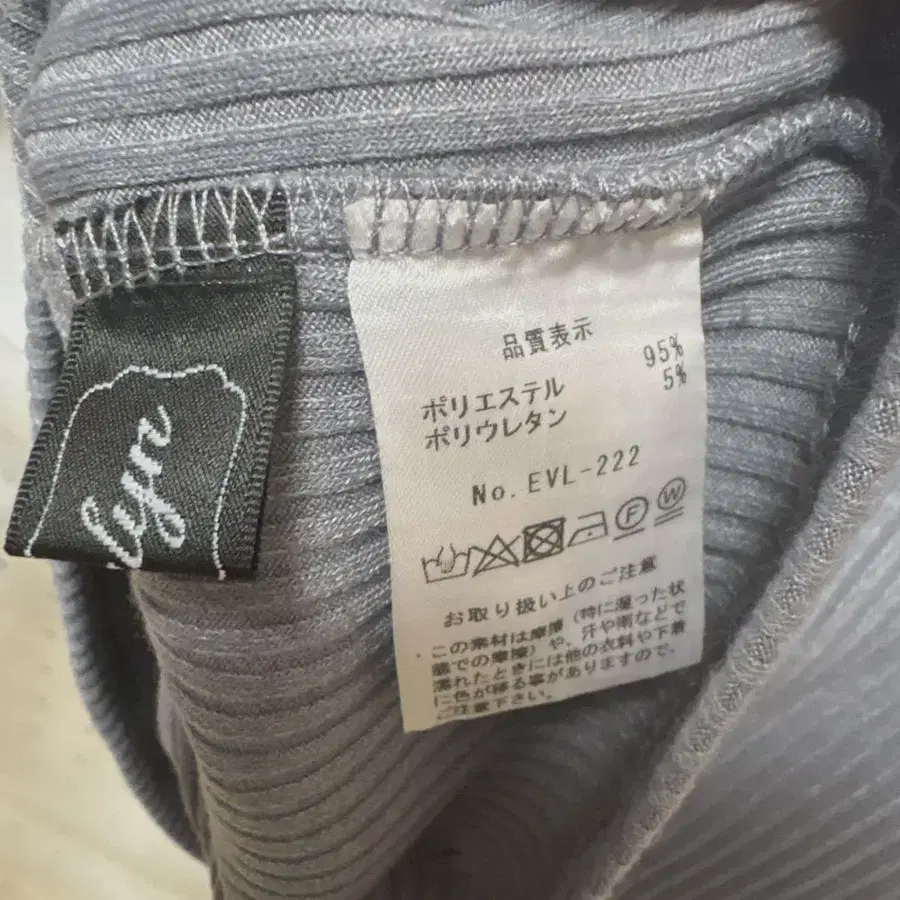 品質表示
ポリエステル 95%
ポリウレタン 5%
No. EVL-222
F W
お取り扱い上のご注意
・この素材は摩擦（特に湿った状
態での摩擦）や、汗や雨などで
濡れたときには他の衣料や下着
に色が移る事がありますので、
ご注意下さい。
lyn